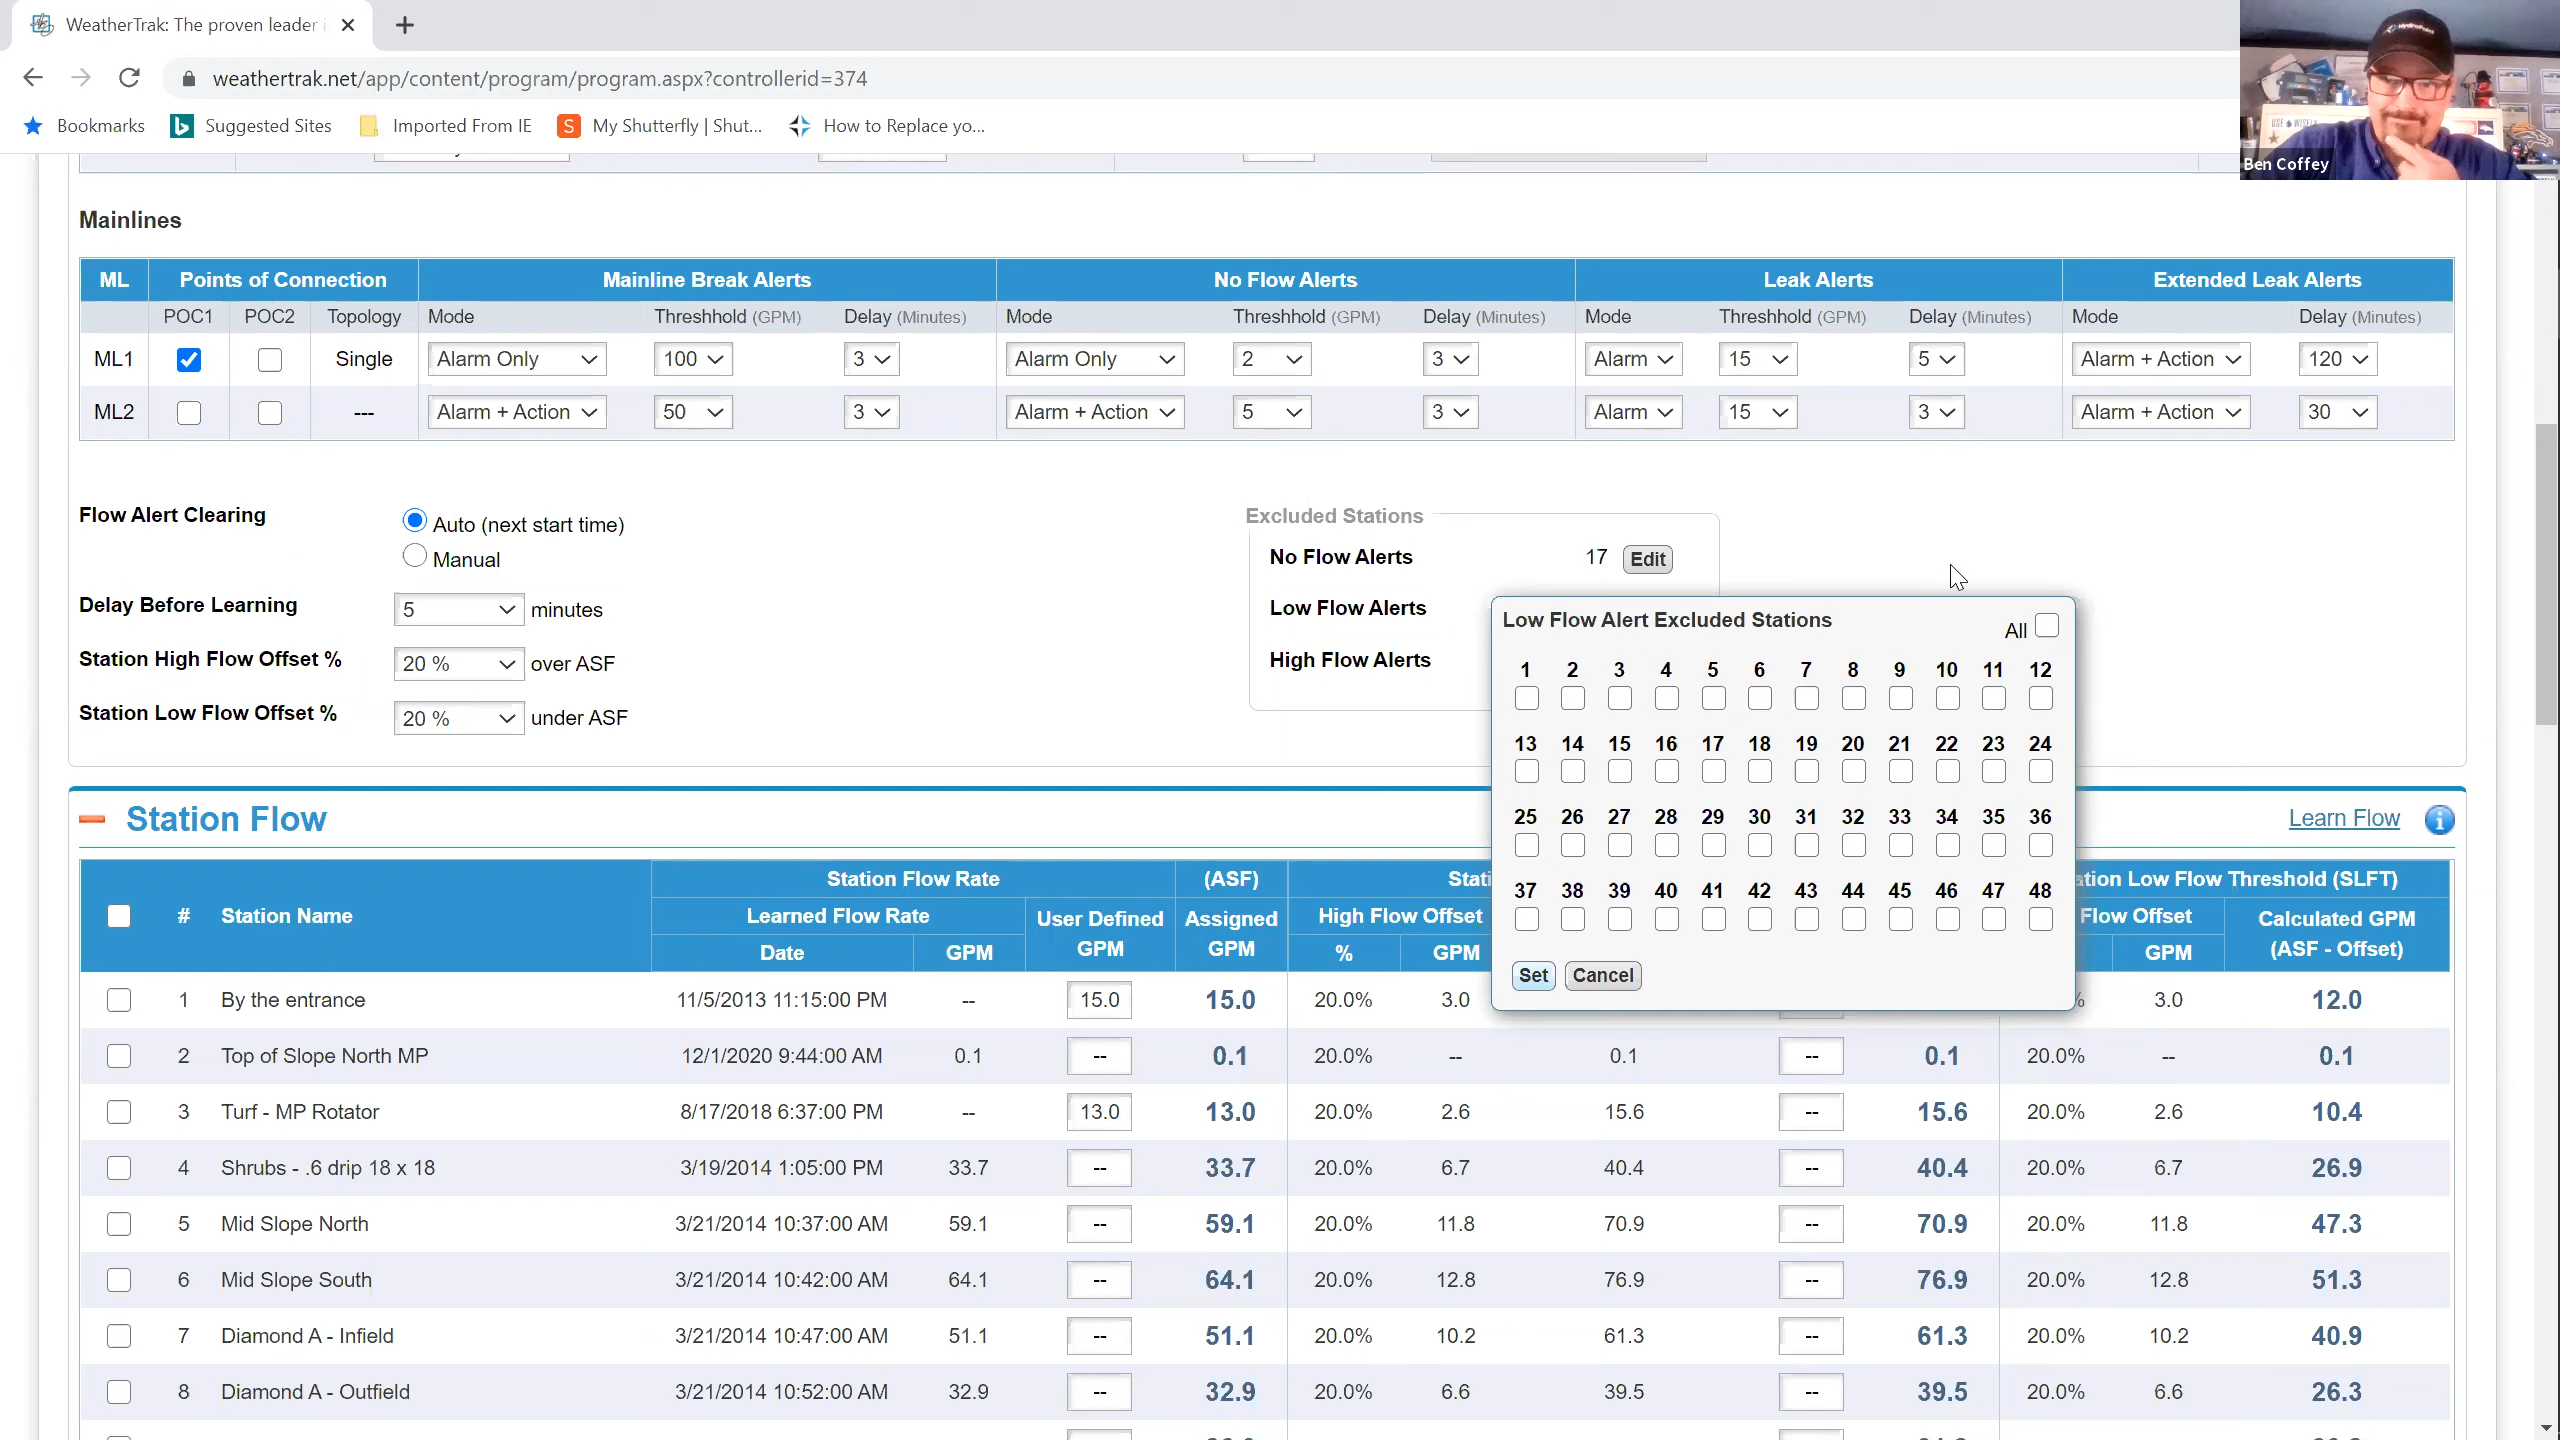 WeatherTrak: The proven leader i
weathertrak.net/app/content/program/program.aspx?controllerid=374
Bookmarks Suggested Sites Imported From IE My Shutterfly | Shut... How to Replace yo...
Ben Coffey
Mainlines
ML Points of Connection Mainline Break Alerts No Flow Alerts Leak Alerts Extended Leak Alerts
POC1 POC2 Topology Mode Threshhold (GPM) Delay (Minutes) Mode Threshhold (GPM) Delay (Minutes) Mode Threshhold (GPM) Delay (Minutes) Mode Delay (Minutes)
ML1 Single Alarm Only 100 3 Alarm Only 2 3 Alarm 15 5 Alarm + Action 120
ML2 --- Alarm + Action 50 3 Alarm + Action 5 3 Alarm 15 3 Alarm + Action 30
Flow Alert Clearing Auto (next start time)
Manual
Delay Before Learning 5 minutes
Station High Flow Offset % 20 % over ASF
Station Low Flow Offset % 20 % under ASF
Excluded Stations
No Flow Alerts 17 Edit
Low Flow Alerts
High Flow Alerts
Low Flow Alert Excluded Stations All
1 2 3 4 5 6 7 8 9 10 11 12
13 14 15 16 17 18 19 20 21 22 23 24
25 26 27 28 29 30 31 32 33 34 35 36
37 38 39 40 41 42 43 44 45 46 47 48
Set Cancel
Station Flow Learn Flow
Station Flow Rate (ASF) Stati tion Low Flow Threshold (SLFT)
# Station Name Learned Flow Rate User Defined GPM Assigned GPM High Flow Offset Flow Offset Calculated GPM (ASF - Offset)
Date GPM % GPM GPM
1 By the entrance 11/5/2013 11:15:00 PM -- 15.0 15.0 20.0% 3.0 % 3.0 12.0
2 Top of Slope North MP 12/1/2020 9:44:00 AM 0.1 -- 0.1 20.0% -- 0.1 -- 0.1 20.0% -- 0.1
3 Turf - MP Rotator 8/17/2018 6:37:00 PM -- 13.0 13.0 20.0% 2.6 15.6 -- 15.6 20.0% 2.6 10.4
4 Shrubs - .6 drip 18 x 18 3/19/2014 1:05:00 PM 33.7 -- 33.7 20.0% 6.7 40.4 -- 40.4 20.0% 6.7 26.9
5 Mid Slope North 3/21/2014 10:37:00 AM 59.1 -- 59.1 20.0% 11.8 70.9 -- 70.9 20.0% 11.8 47.3
6 Mid Slope South 3/21/2014 10:42:00 AM 64.1 -- 64.1 20.0% 12.8 76.9 -- 76.9 20.0% 12.8 51.3
7 Diamond A - Infield 3/21/2014 10:47:00 AM 51.1 -- 51.1 20.0% 10.2 61.3 -- 61.3 20.0% 10.2 40.9
8 Diamond A - Outfield 3/21/2014 10:52:00 AM 32.9 -- 32.9 20.0% 6.6 39.5 -- 39.5 20.0% 6.6 26.3